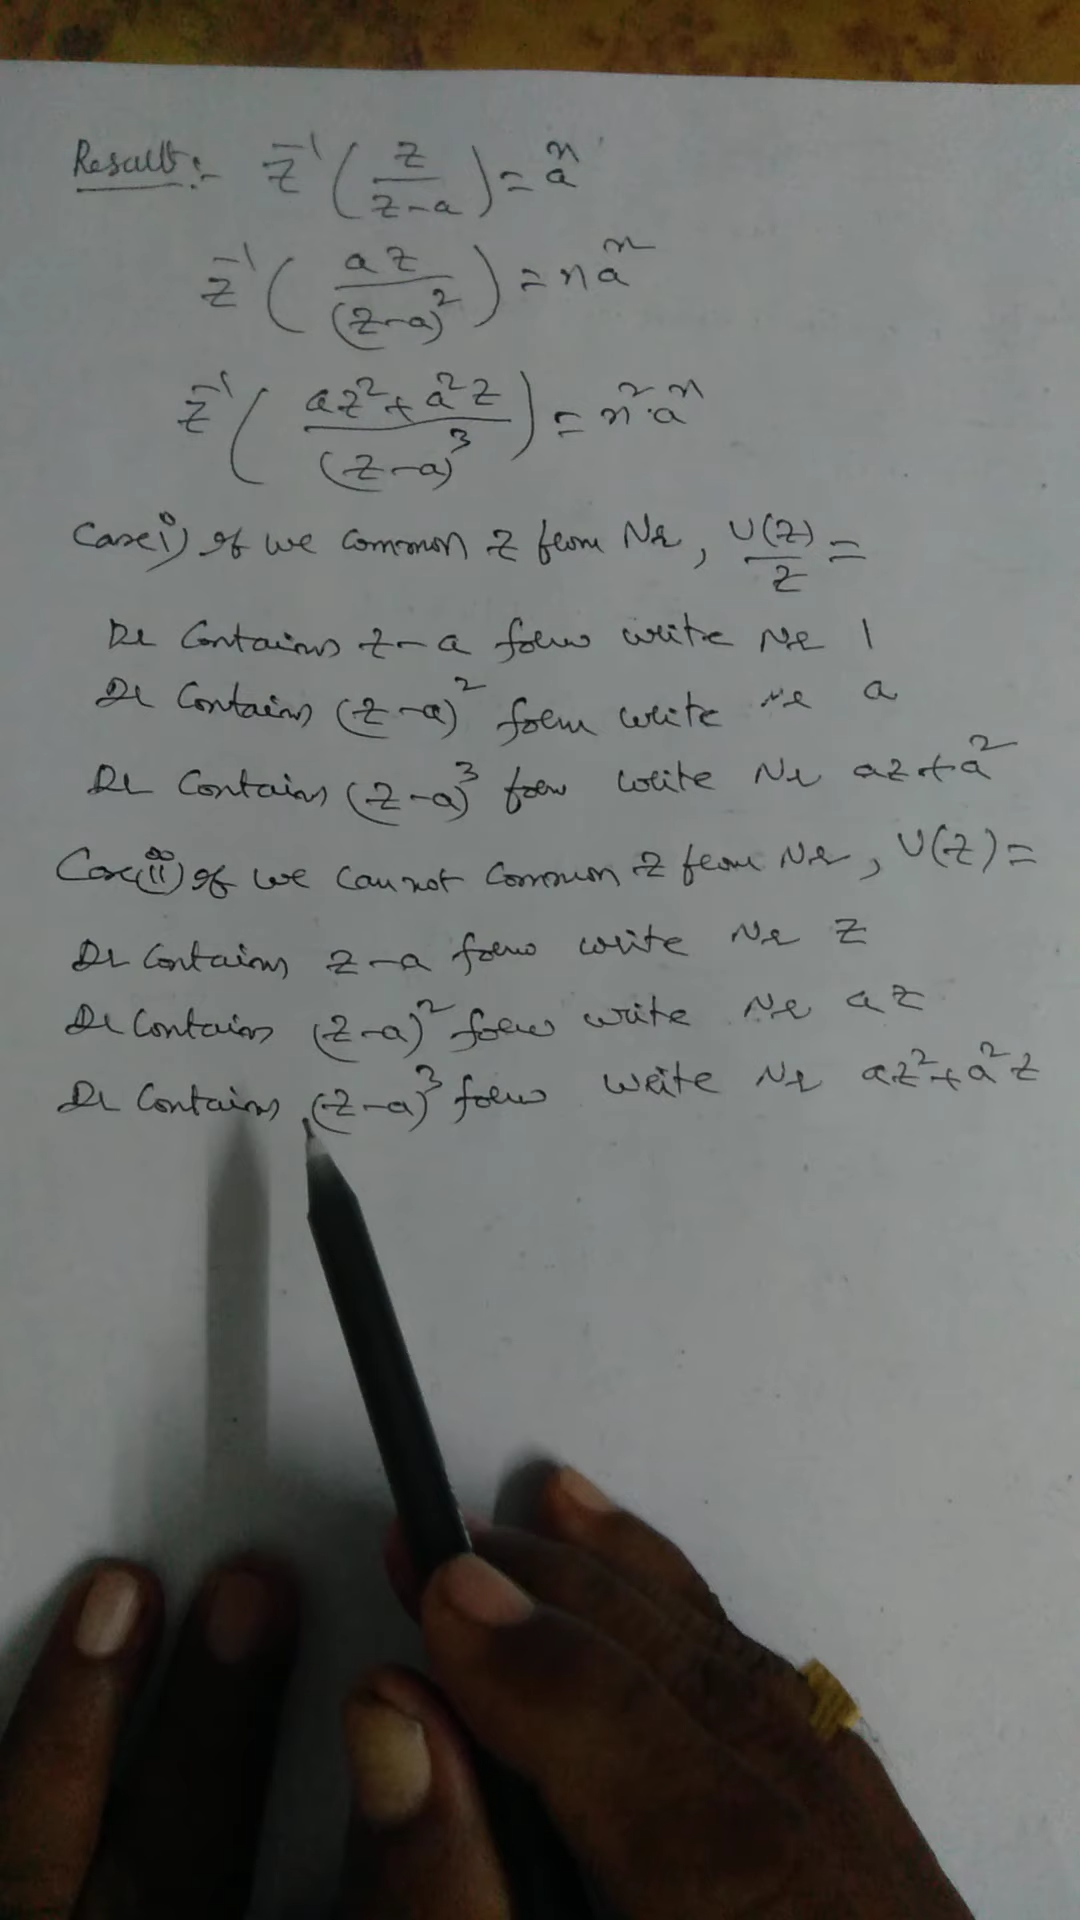 Result:- z⁻¹(z/(z-a)) = aⁿ
z⁻¹(az/(z-a)²) = naⁿ
z⁻¹((az²+a²z)/(z-a)³) = n²·aⁿ
Case i) If we common z from Nr, U(z)/z =
Dr Contains z-a form write Nr 1
Dr Contains (z-a)² form write Nr a
Dr Contains (z-a)³ form write Nr az+a²
Case(ii) If we cannot common z from Nr, U(z) =
Dr Contains z-a form write Nr z
Dr Contains (z-a)² form write Nr az
Dr Contains (z-a)³ form write Nr az²+a²z